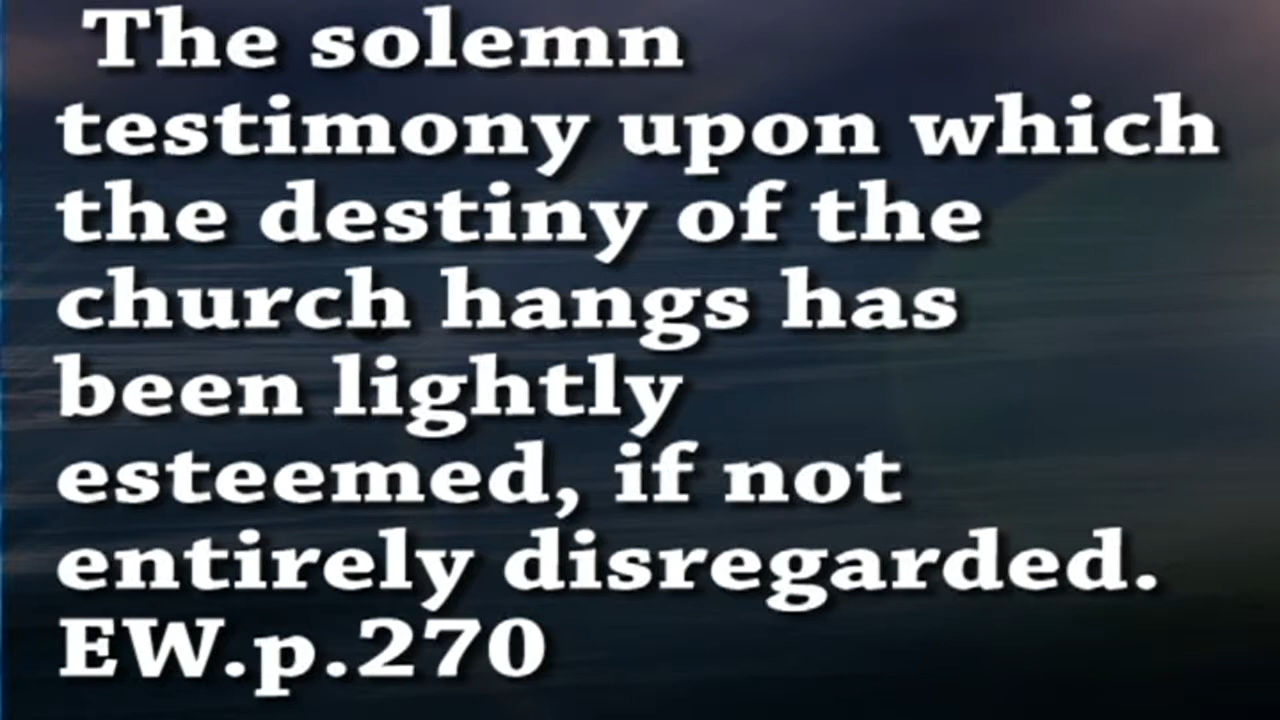 The solemn
testimony upon which
the destiny of the
church hangs has
been lightly
esteemed, if not
entirely disregarded.
EW.p.270